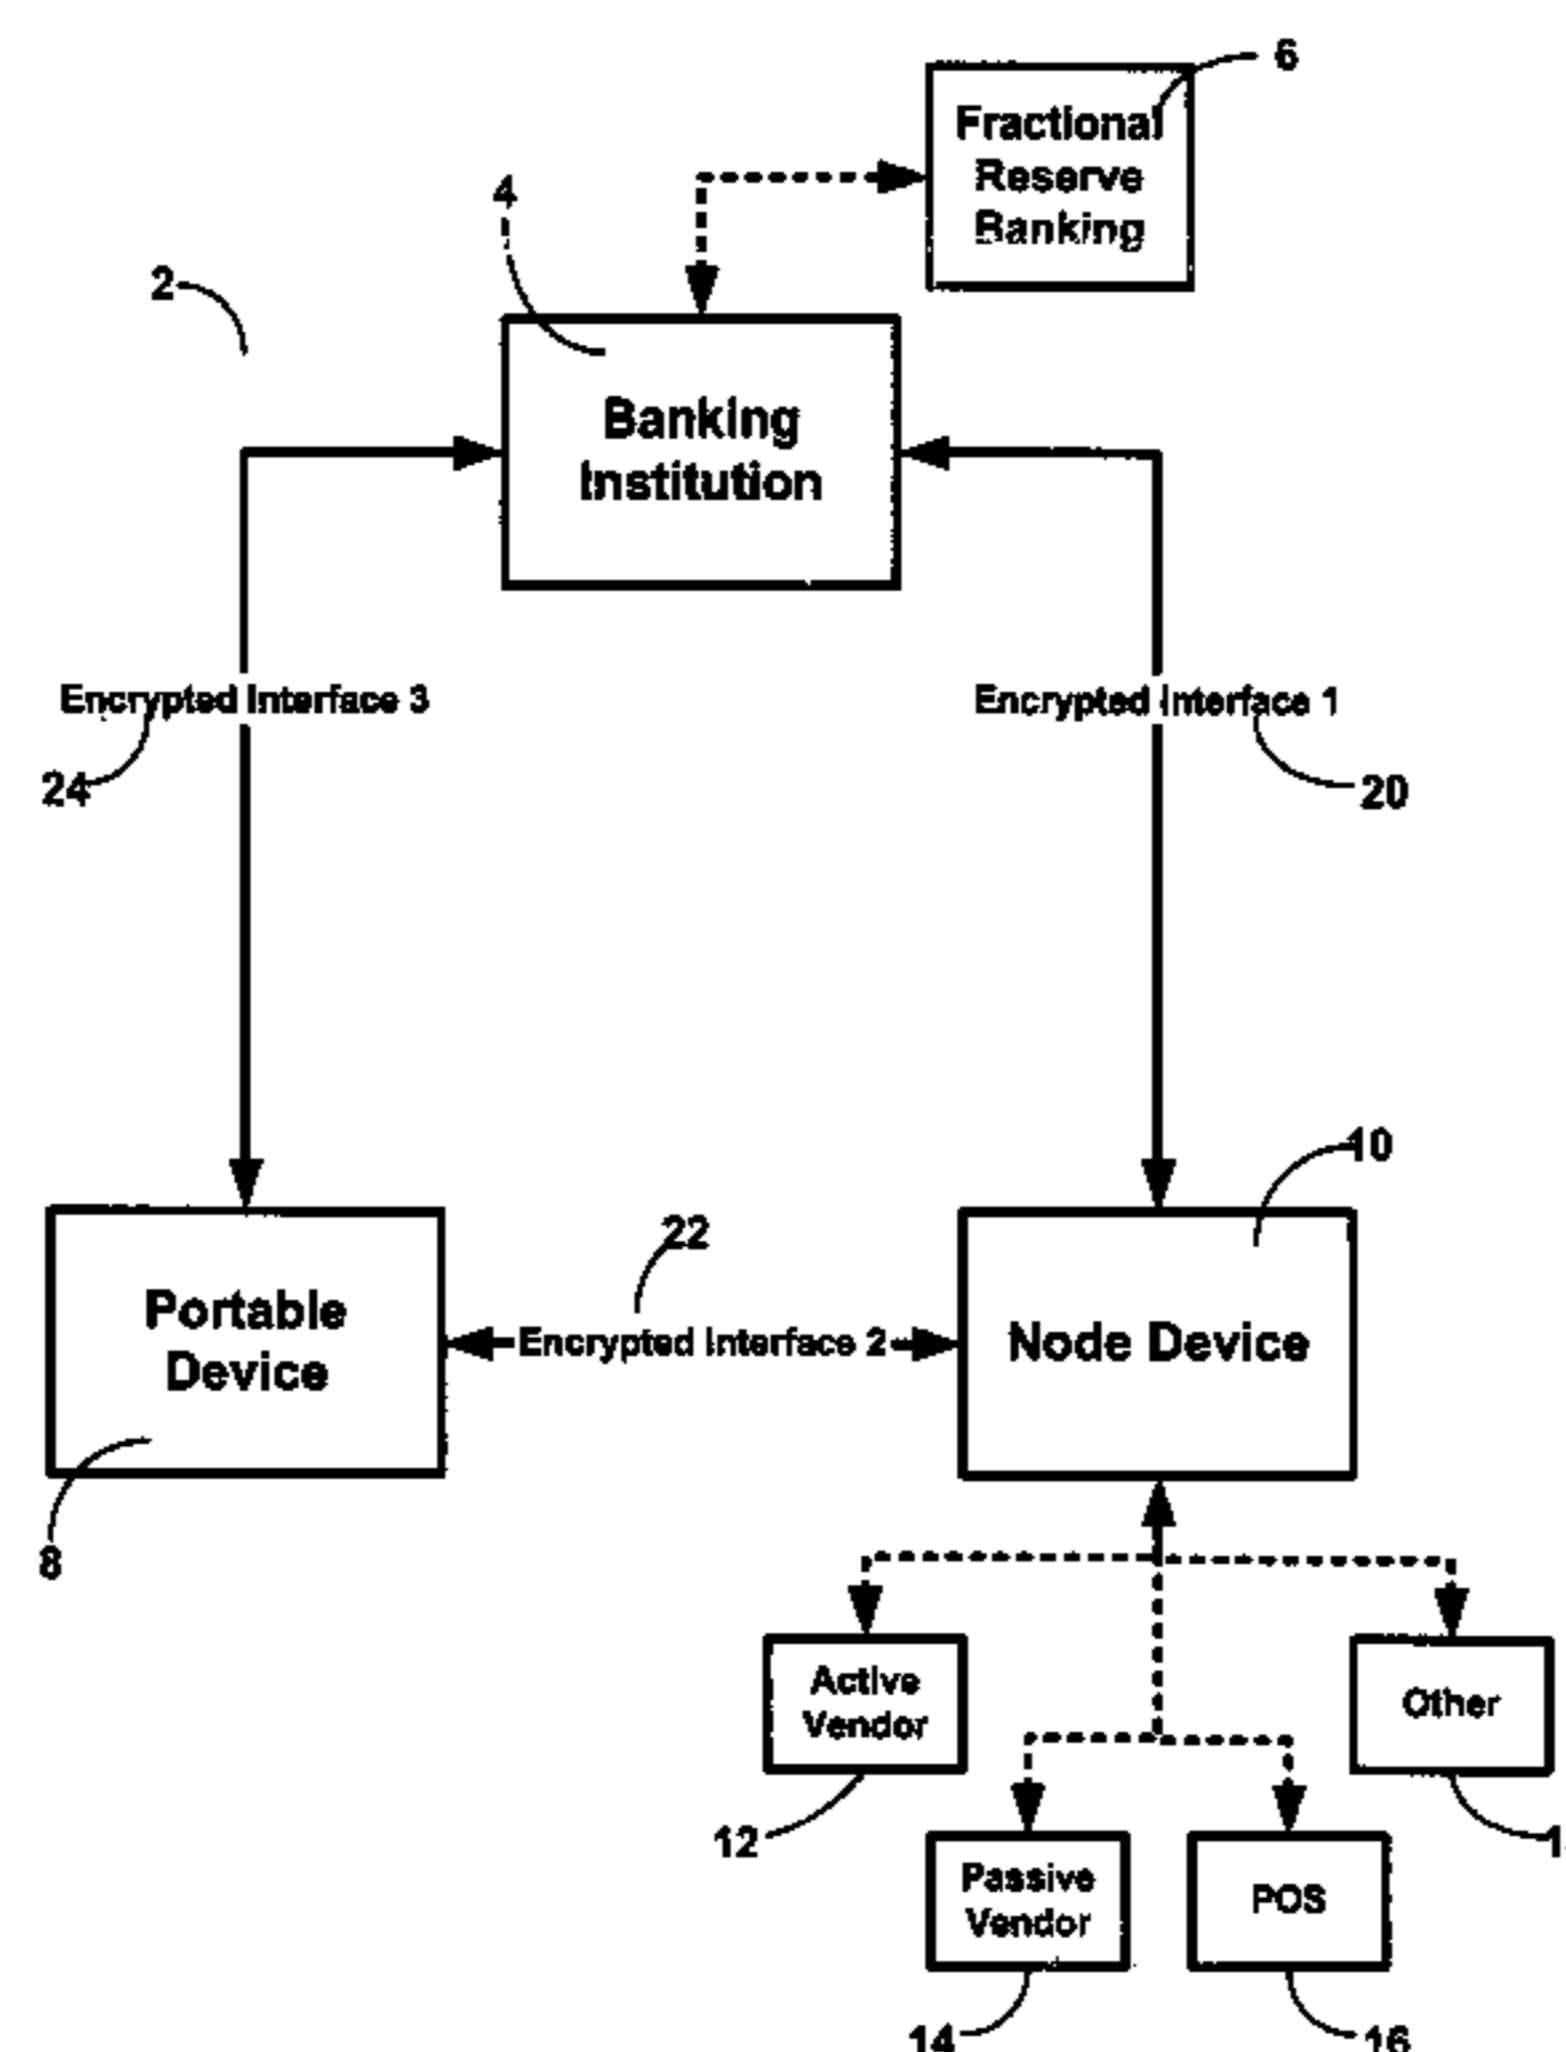 6
Fractional
Reserve
Banking
4
2
Banking
Institution
Encrypted Interface 3
Encrypted Interface 1
24
20
10
22
Portable
Device
Encrypted Interface 2
Node Device
8
Active
Vendor
Other
12
Passive
Vendor
POS
14
16